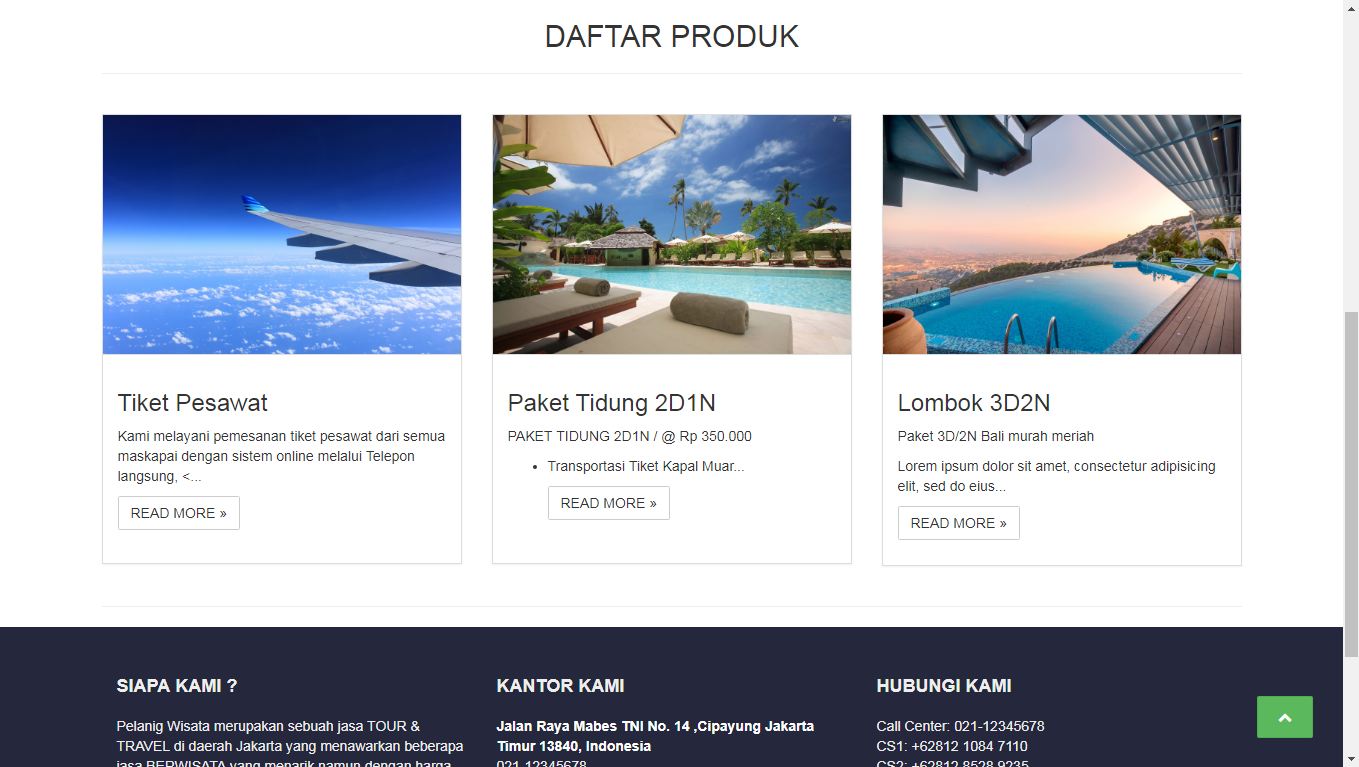 DAFTAR PRODUK
Tiket Pesawat
Kami melayani pemesanan tiket pesawat dari semua
maskapai dengan sistem online melalui Telepon
langsung, <...
READ MORE »
Paket Tidung 2D1N
PAKET TIDUNG 2D1N / @ Rp 350.000
• Transportasi Tiket Kapal Muar...
READ MORE »
Lombok 3D2N
Paket 3D/2N Bali murah meriah
Lorem ipsum dolor sit amet, consectetur adipisicing
elit, sed do eius...
READ MORE »
SIAPA KAMI ?
Pelanig Wisata merupakan sebuah jasa TOUR &
TRAVEL di daerah Jakarta yang menawarkan beberapa
jasa BERWISATA yang menarik namun dengan harga
KANTOR KAMI
Jalan Raya Mabes TNI No. 14 ,Cipayung Jakarta
Timur 13840, Indonesia
021-12345678
HUBUNGI KAMI
Call Center: 021-12345678
CS1: +62812 1084 7110
CS2: +62812 8528 9235